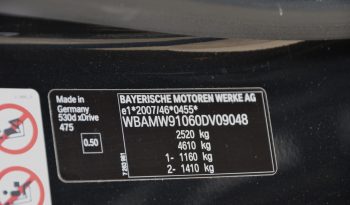 Made in
Germany
530d xDrive
475
0.50
BAYERISCHE MOTOREN WERKE AG
e1*2007/46*0455*
WBAMW91060DV09048
2520 kg
4610 kg
1- 1160 kg
2- 1410 kg